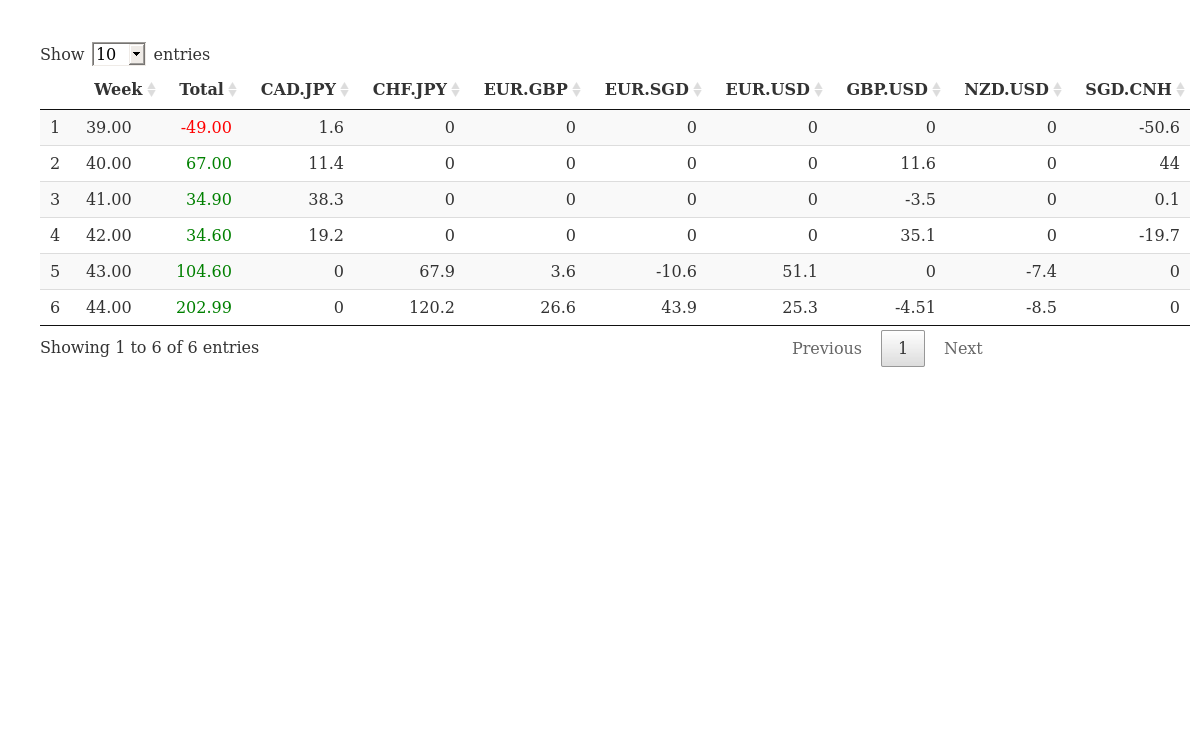 Show 10 entries
Week Total CAD.JPY CHF.JPY EUR.GBP EUR.SGD EUR.USD GBP.USD NZD.USD SGD.CNH
1 39.00 -49.00 1.6 0 0 0 0 0 0 -50.6
2 40.00 67.00 11.4 0 0 0 0 11.6 0 44
3 41.00 34.90 38.3 0 0 0 0 -3.5 0 0.1
4 42.00 34.60 19.2 0 0 0 0 35.1 0 -19.7
5 43.00 104.60 0 67.9 3.6 -10.6 51.1 0 -7.4 0
6 44.00 202.99 0 120.2 26.6 43.9 25.3 -4.51 -8.5 0
Showing 1 to 6 of 6 entries Previous 1 Next